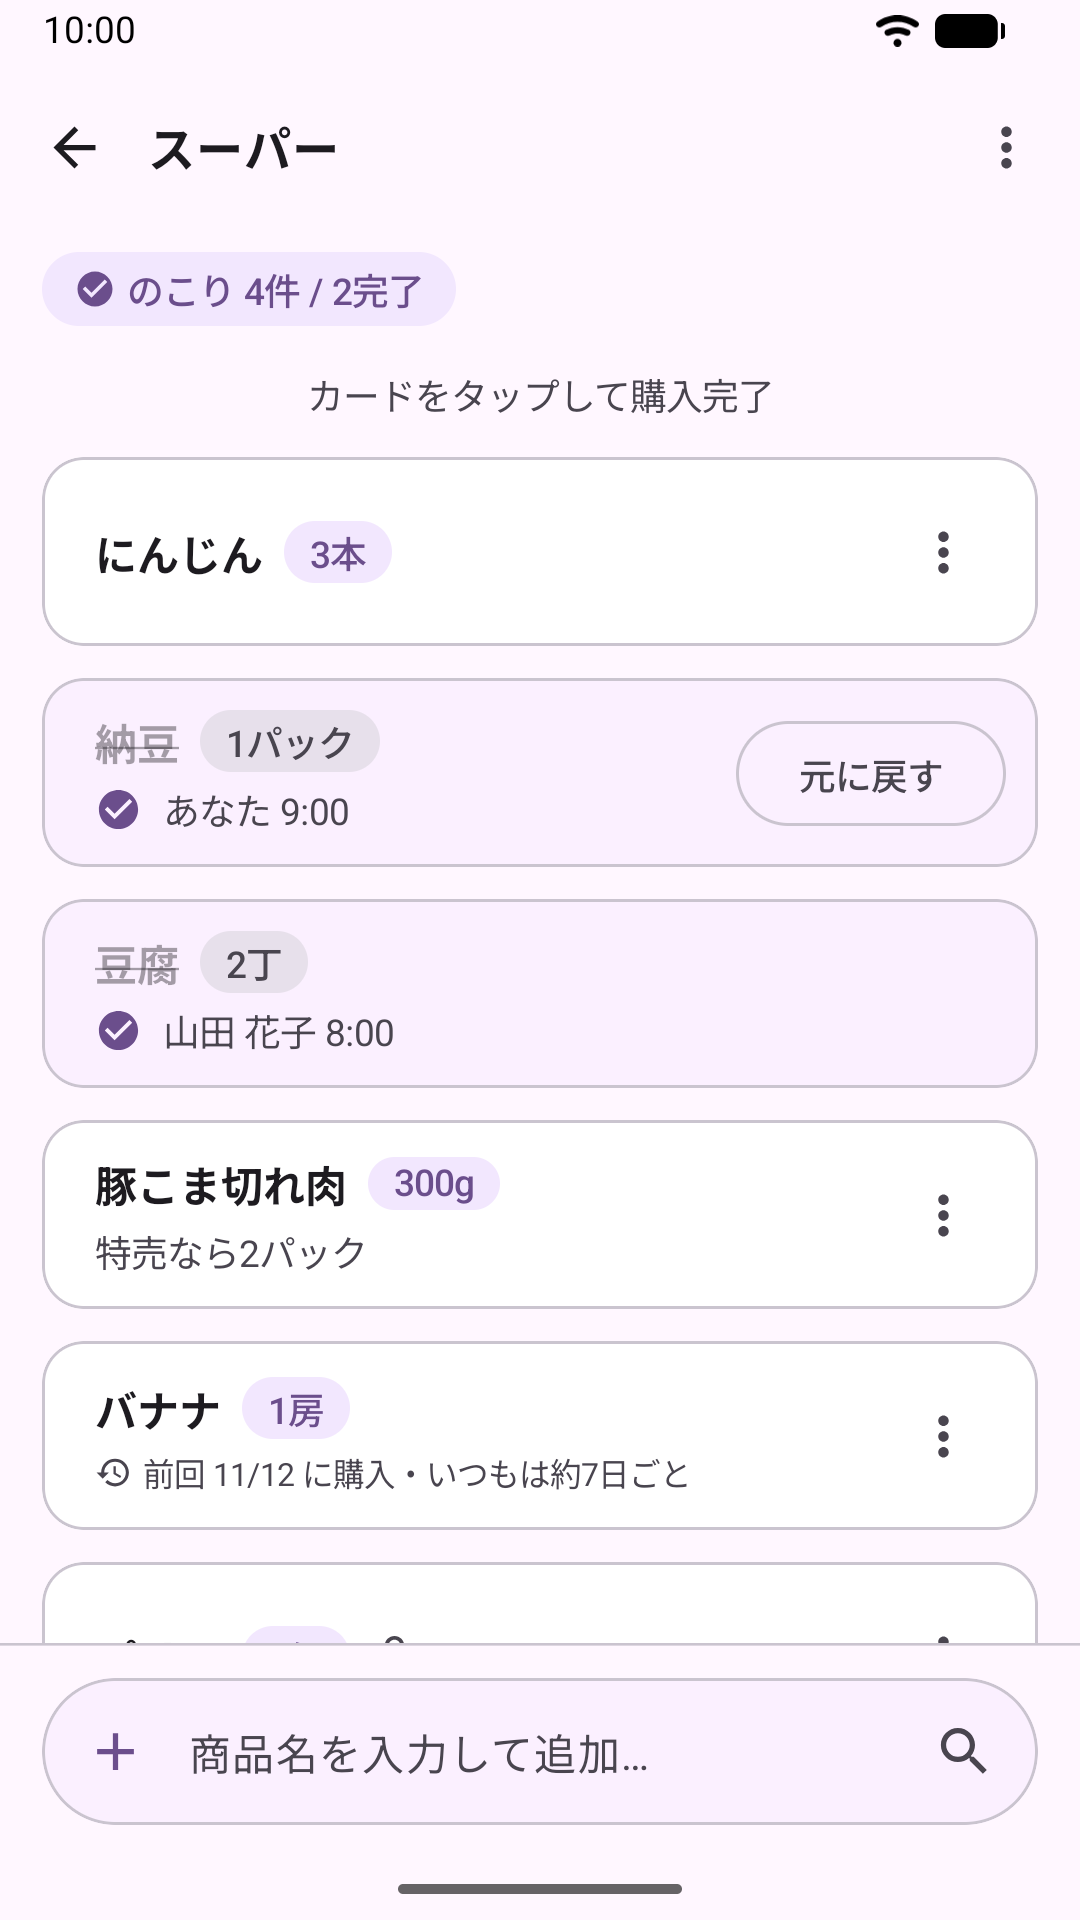 10:00
スーパー
のこり 4件 / 2完了
カードをタップして購入完了
にんじん 3本
納豆 1パック
あなた 9:00
元に戻す
豆腐 2丁
山田 花子 8:00
豚こま切れ肉 300g
特売なら2パック
バナナ 1房
前回 11/12 に購入・いつもは約7日ごと
商品名を入力して追加…